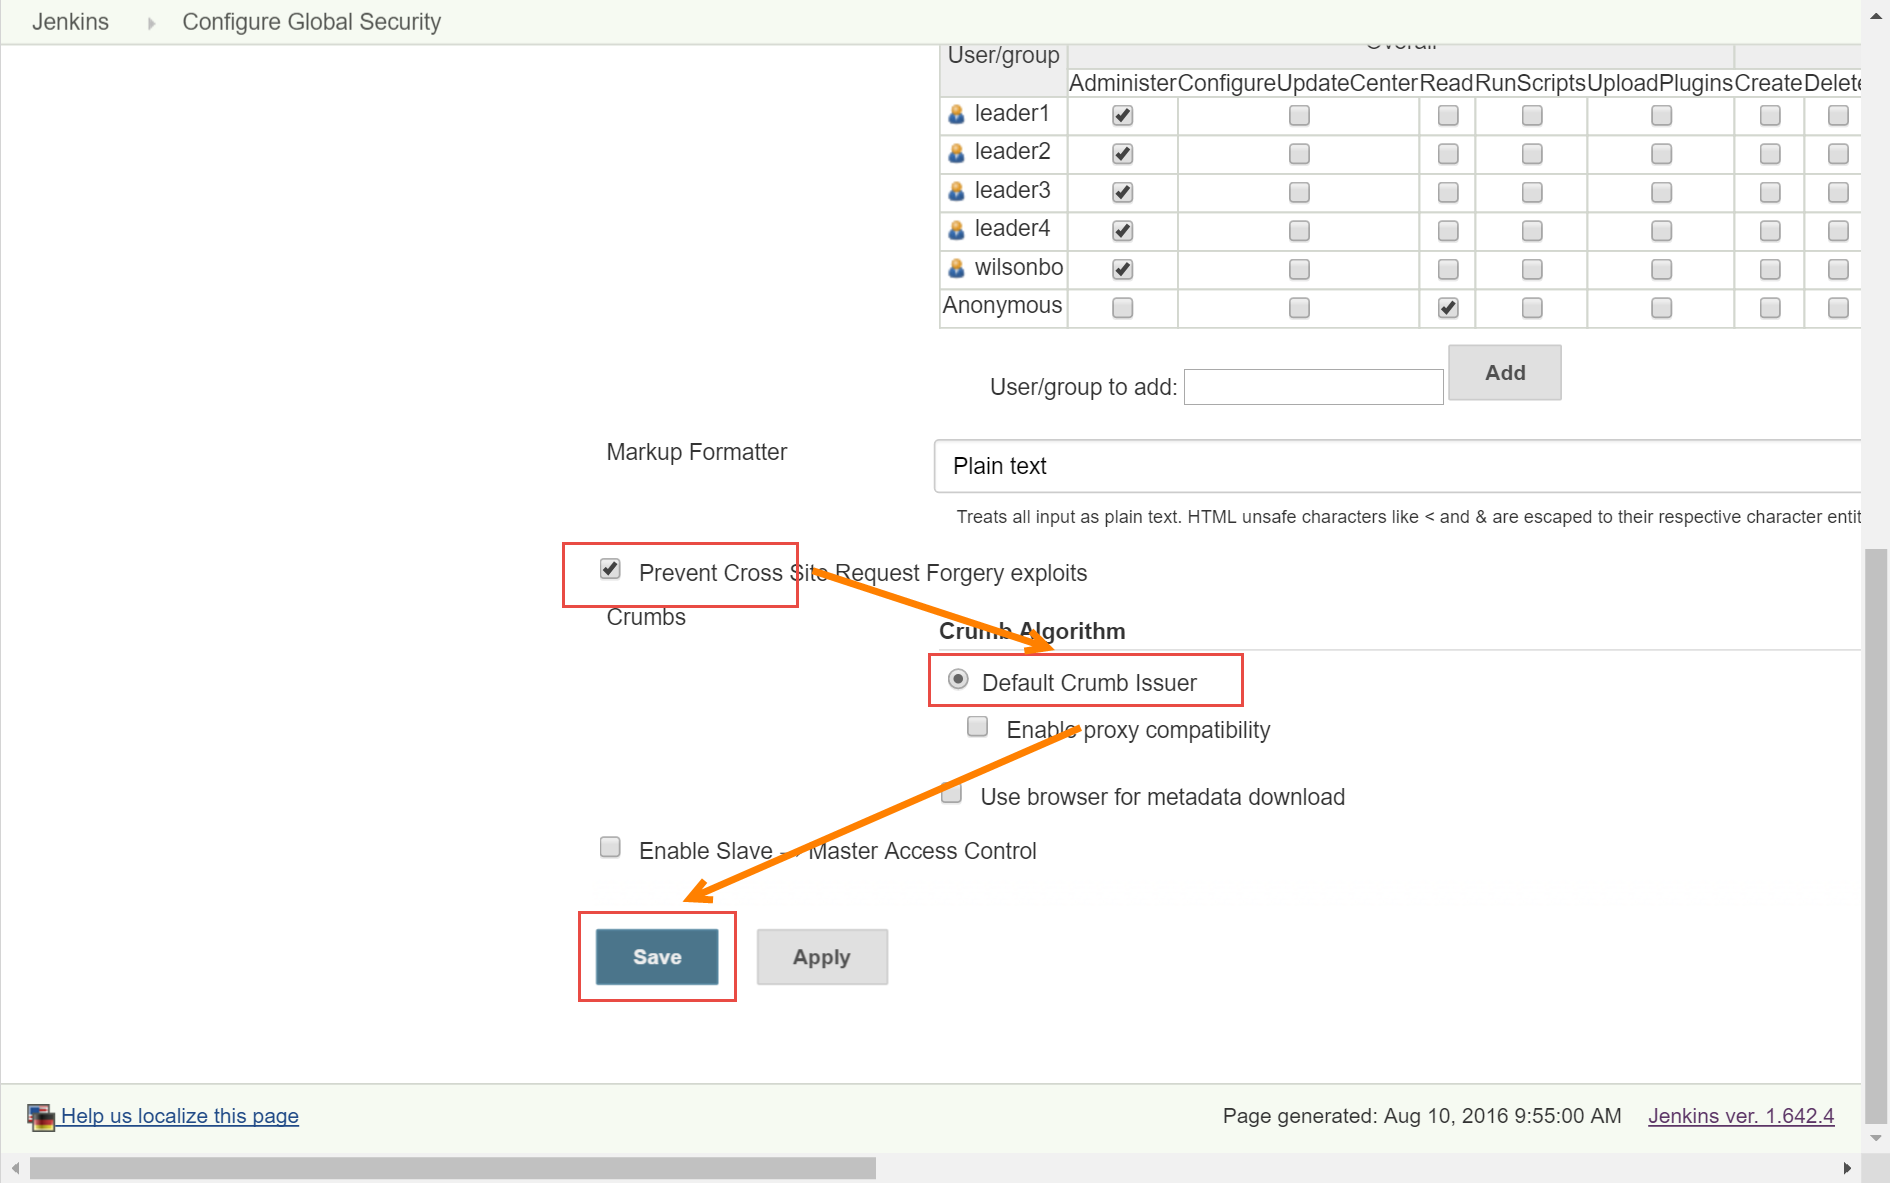 Jenkins Configure Global Security
Overall
User/group
Administer ConfigureUpdateCenter Read RunScripts UploadPlugins Create Delete
leader1
leader2
leader3
leader4
wilsonbo
Anonymous
User/group to add: Add
Markup Formatter Plain text
Treats all input as plain text. HTML unsafe characters like < and & are escaped to their respective character entit
Prevent Cross Site Request Forgery exploits
Crumbs
Crumb Algorithm
Default Crumb Issuer
Enable proxy compatibility
Use browser for metadata download
Enable Slave → Master Access Control
Save Apply
Help us localize this page Page generated: Aug 10, 2016 9:55:00 AM Jenkins ver. 1.642.4